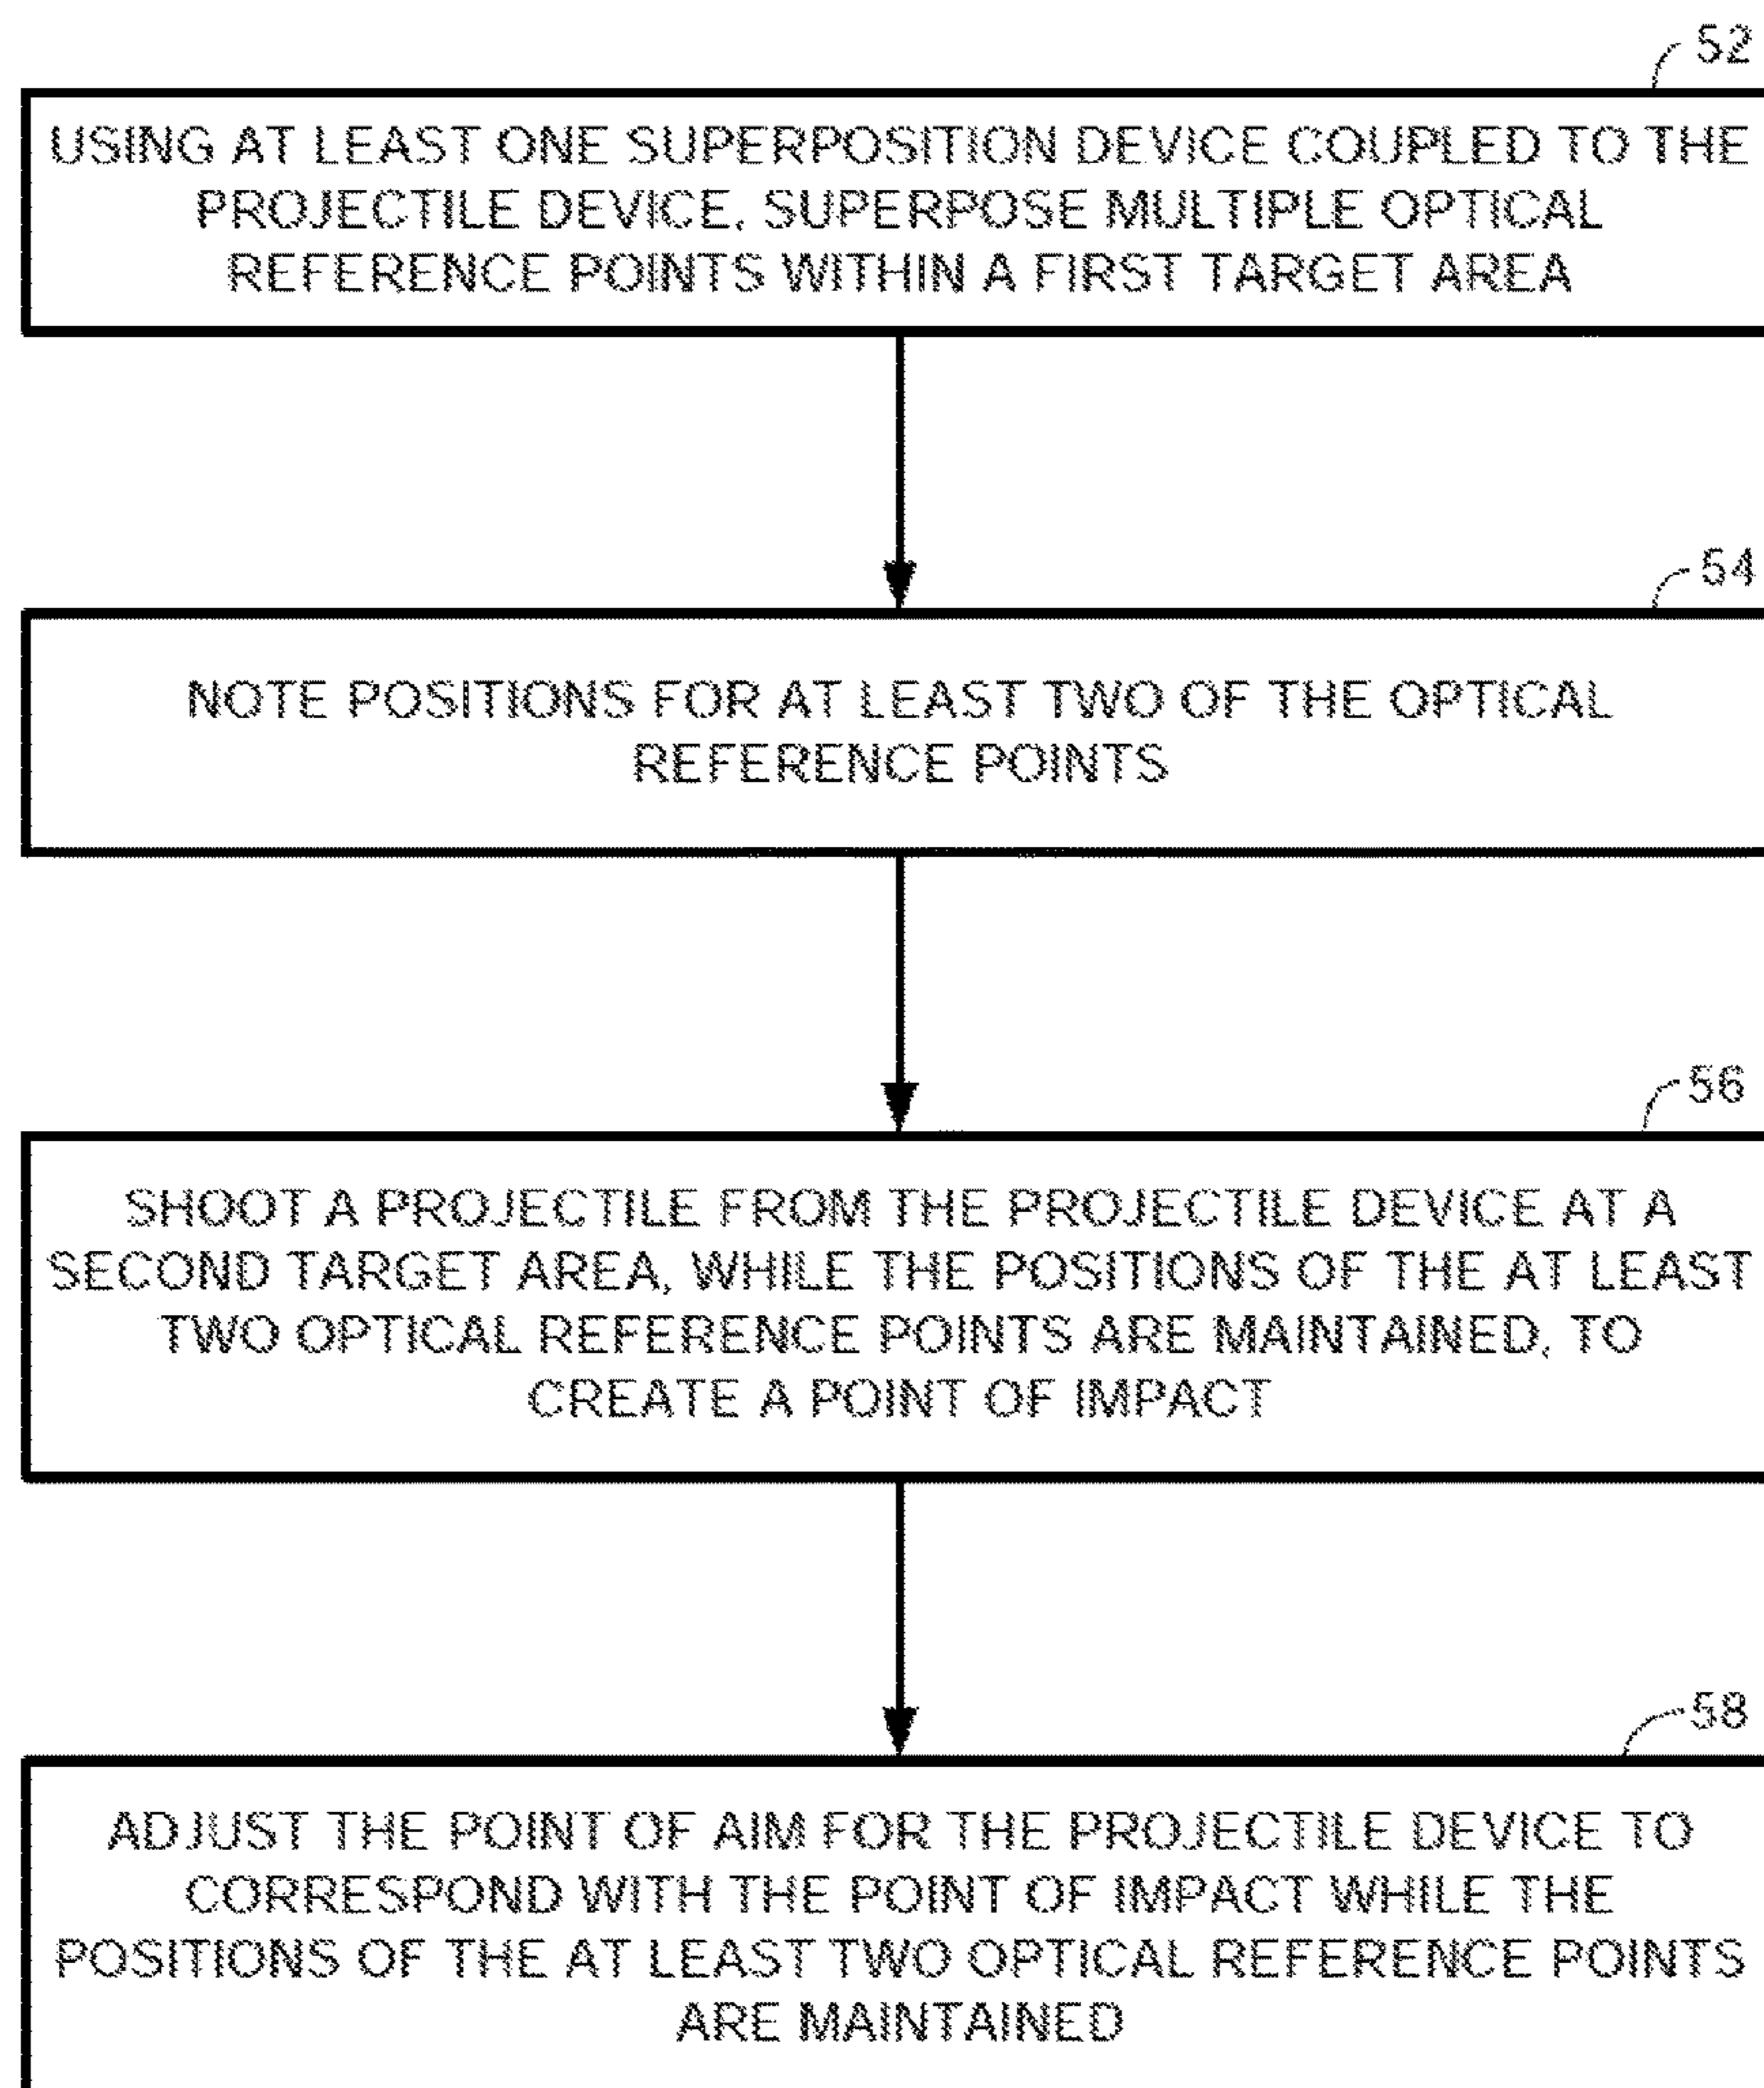 52
USING AT LEAST ONE SUPERPOSITION DEVICE COUPLED TO THE
PROJECTILE DEVICE, SUPERPOSE MULTIPLE OPTICAL
REFERENCE POINTS WITHIN A FIRST TARGET AREA
54
NOTE POSITIONS FOR AT LEAST TWO OF THE OPTICAL
REFERENCE POINTS
56
SHOOT A PROJECTILE FROM THE PROJECTILE DEVICE AT A
SECOND TARGET AREA, WHILE THE POSITIONS OF THE AT LEAST
TWO OPTICAL REFERENCE POINTS ARE MAINTAINED, TO
CREATE A POINT OF IMPACT
58
ADJUST THE POINT OF AIM FOR THE PROJECTILE DEVICE TO
CORRESPOND WITH THE POINT OF IMPACT WHILE THE
POSITIONS OF THE AT LEAST TWO OPTICAL REFERENCE POINTS
ARE MAINTAINED